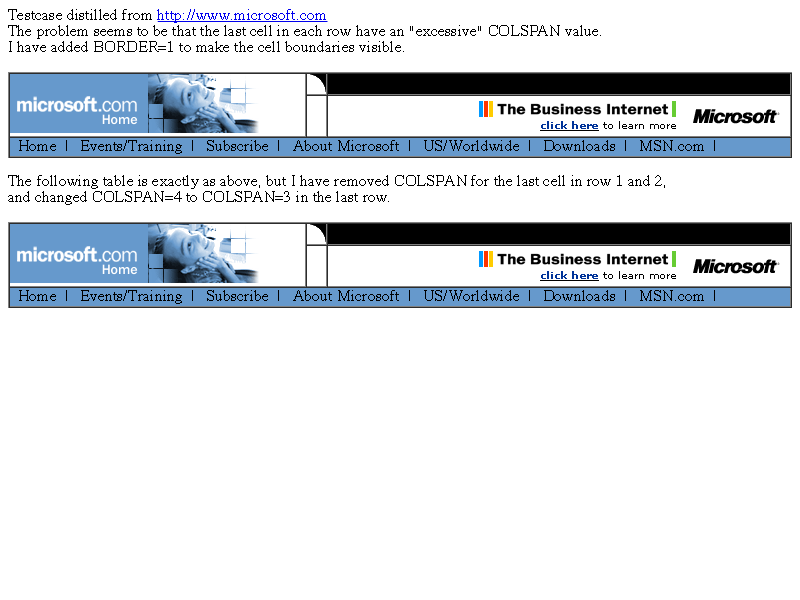 Testcase distilled from http://www.microsoft.com
The problem seems to be that the last cell in each row have an "excessive" COLSPAN value.
I have added BORDER=1 to make the cell boundaries visible.
microsoft.com
Home
The Business Internet
click here to learn more
Microsoft
Home | Events/Training | Subscribe | About Microsoft | US/Worldwide | Downloads | MSN.com |
The following table is exactly as above, but I have removed COLSPAN for the last cell in row 1 and 2,
and changed COLSPAN=4 to COLSPAN=3 in the last row.
microsoft.com
Home
The Business Internet
click here to learn more
Microsoft
Home | Events/Training | Subscribe | About Microsoft | US/Worldwide | Downloads | MSN.com |